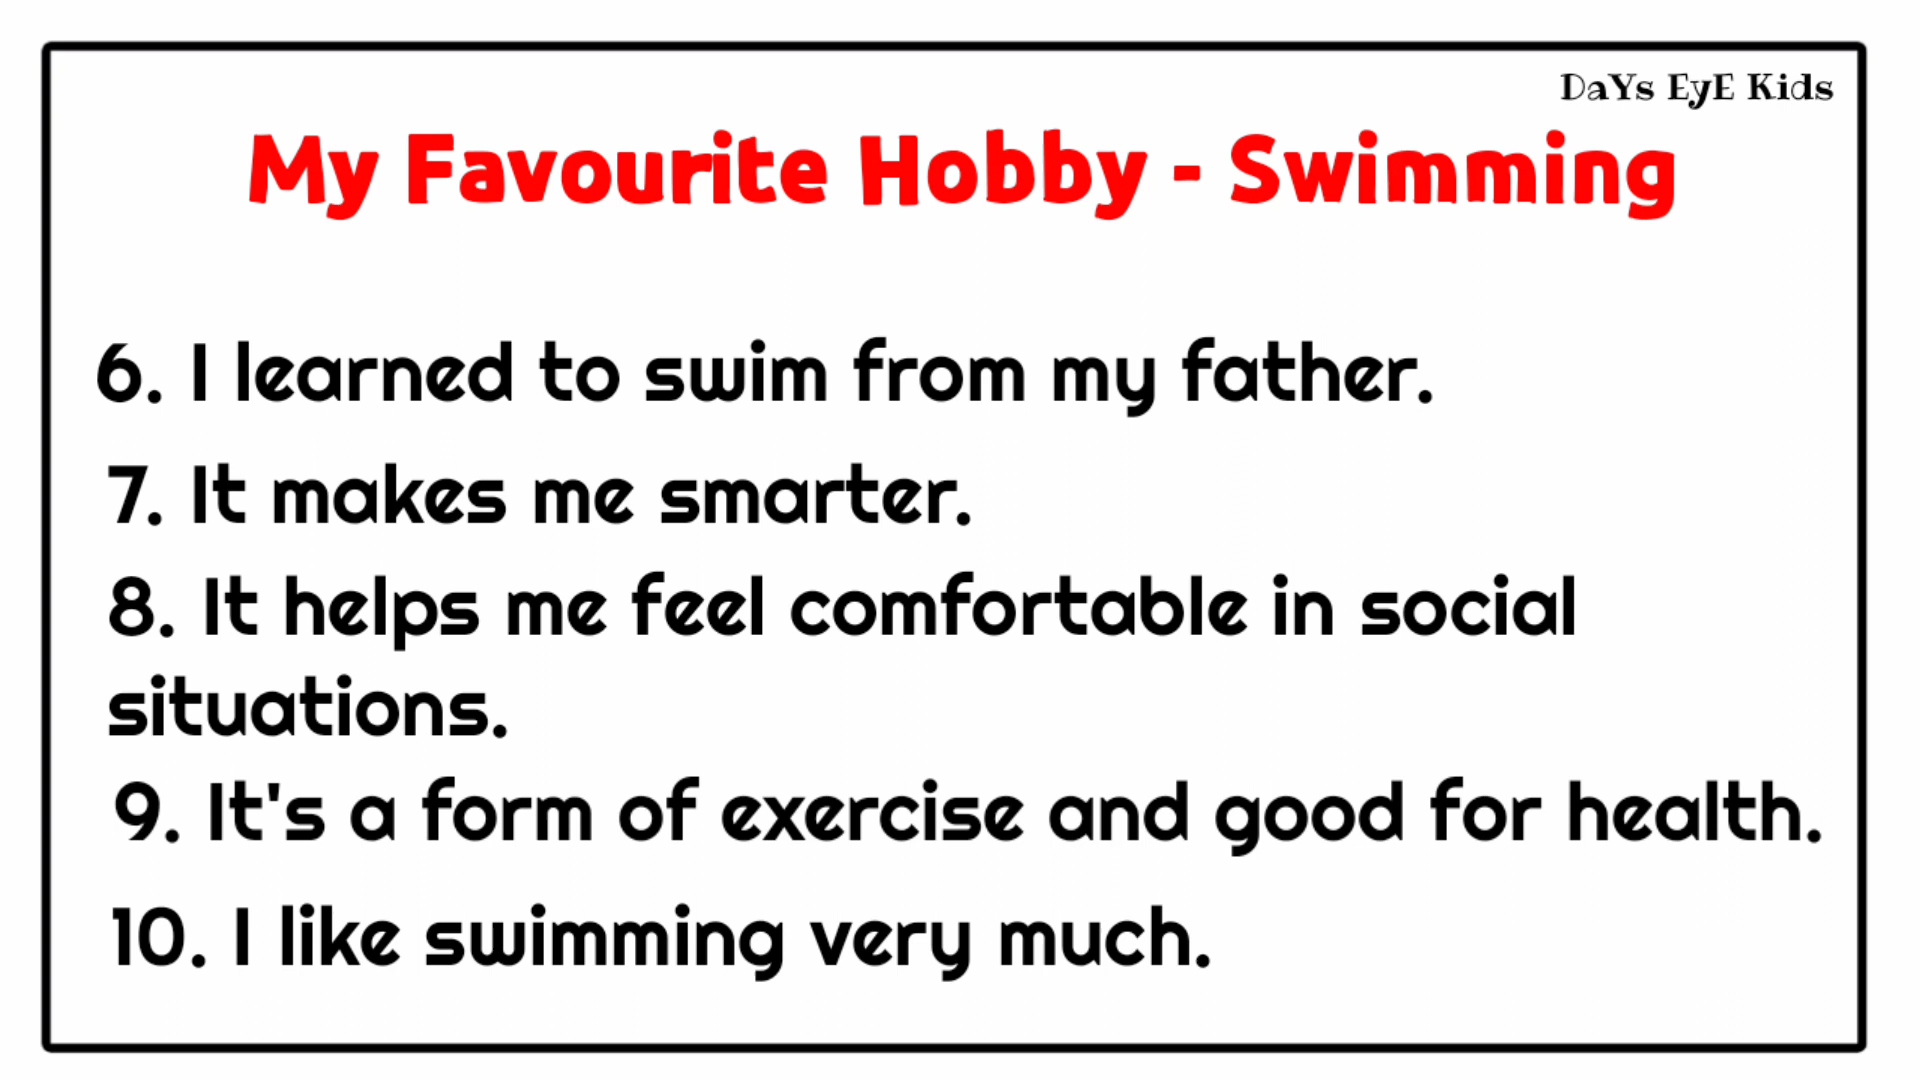 DaYs EyE Kids
My Favourite Hobby - Swimming
6. I learned to swim from my father.
7. It makes me smarter.
8. It helps me feel comfortable in social
situations.
9. It's a form of exercise and good for health.
10. I like swimming very much.